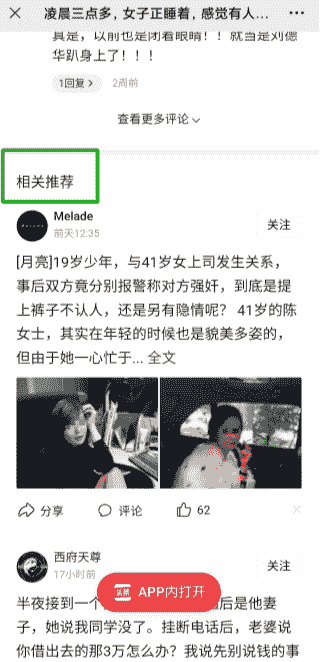 凌晨三点多，女子正睡着，感觉有人...
真是，以前也是闭着眼睛！！就当是刘德
华趴身上了！！！
1回复 >
2周前
查看更多评论
相关推荐
Melade
前天12:35
关注
[月亮]19岁少年，与41岁女上司发生关系，
事后双方竟分别报警称对方强奸，到底是提
上裤子不认人，还是另有隐情呢？ 41岁的陈
女士，其实在年轻的时候也是貌美多姿的，
但由于她一心忙于... 全文
分享
评论
62
西府天尊
17小时前
关注
头条 APP内打开
半夜接到一个
后是他妻
子，她说我同学没了。挂断电话后，老婆说
你借出去的那3万怎么办？我说先别说钱的事